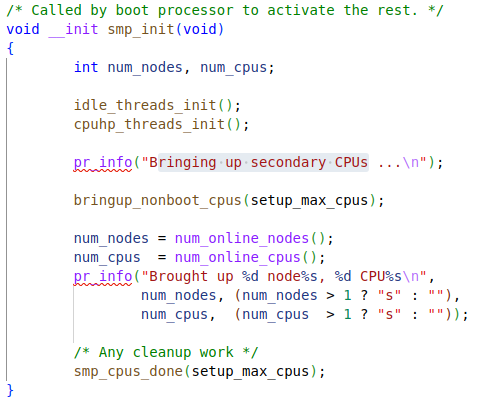 /* Called by boot processor to activate the rest. */
void __init smp_init(void)
{
        int num_nodes, num_cpus;

        idle_threads_init();
        cpuhp_threads_init();

        pr_info("Bringing up secondary CPUs ...\n");

        bringup_nonboot_cpus(setup_max_cpus);

        num_nodes = num_online_nodes();
        num_cpus  = num_online_cpus();
        pr_info("Brought up %d node%s, %d CPU%s\n",
                num_nodes, (num_nodes > 1 ? "s" : ""),
                num_cpus,  (num_cpus  > 1 ? "s" : ""));

        /* Any cleanup work */
        smp_cpus_done(setup_max_cpus);
}